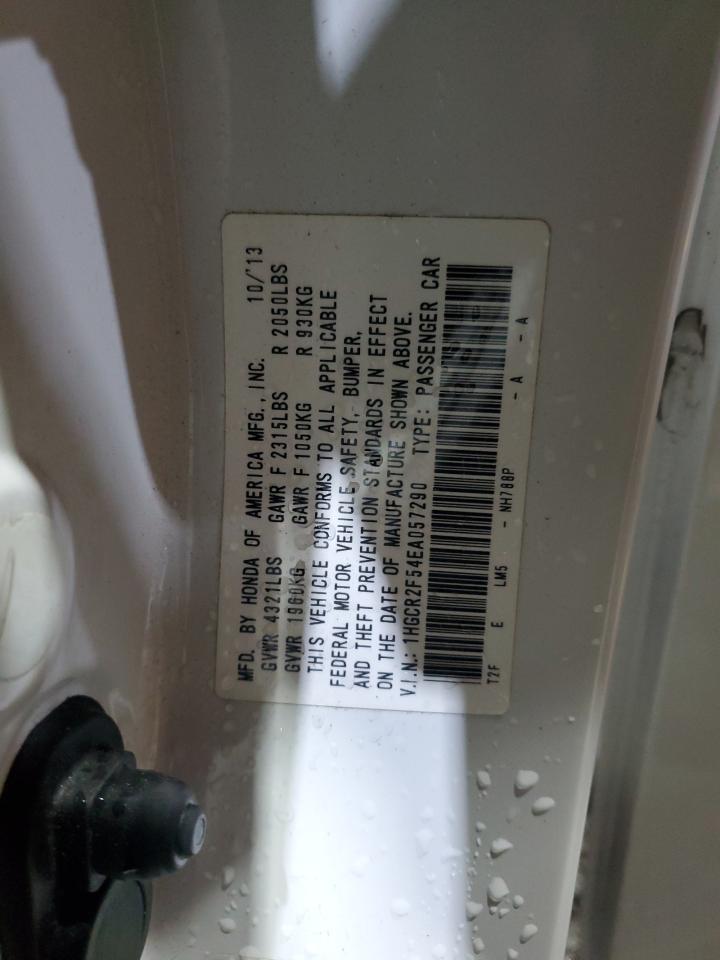 MFD. BY HONDA OF AMERICA MFG., INC. 10/'13
GVWR 4321LBS GAWR F 2315LBS R 2050LBS
GVWR 1960KG GAWR F 1050KG R 930KG
THIS VEHICLE CONFORMS TO ALL APPLICABLE
FEDERAL MOTOR VEHICLE SAFETY, BUMPER,
AND THEFT PREVENTION STANDARDS IN EFFECT
ON THE DATE OF MANUFACTURE SHOWN ABOVE.
V.I.N.: 1HGCR2F54EA057290 TYPE: PASSENGER CAR
T2F E LM5 - NH788P - A - A